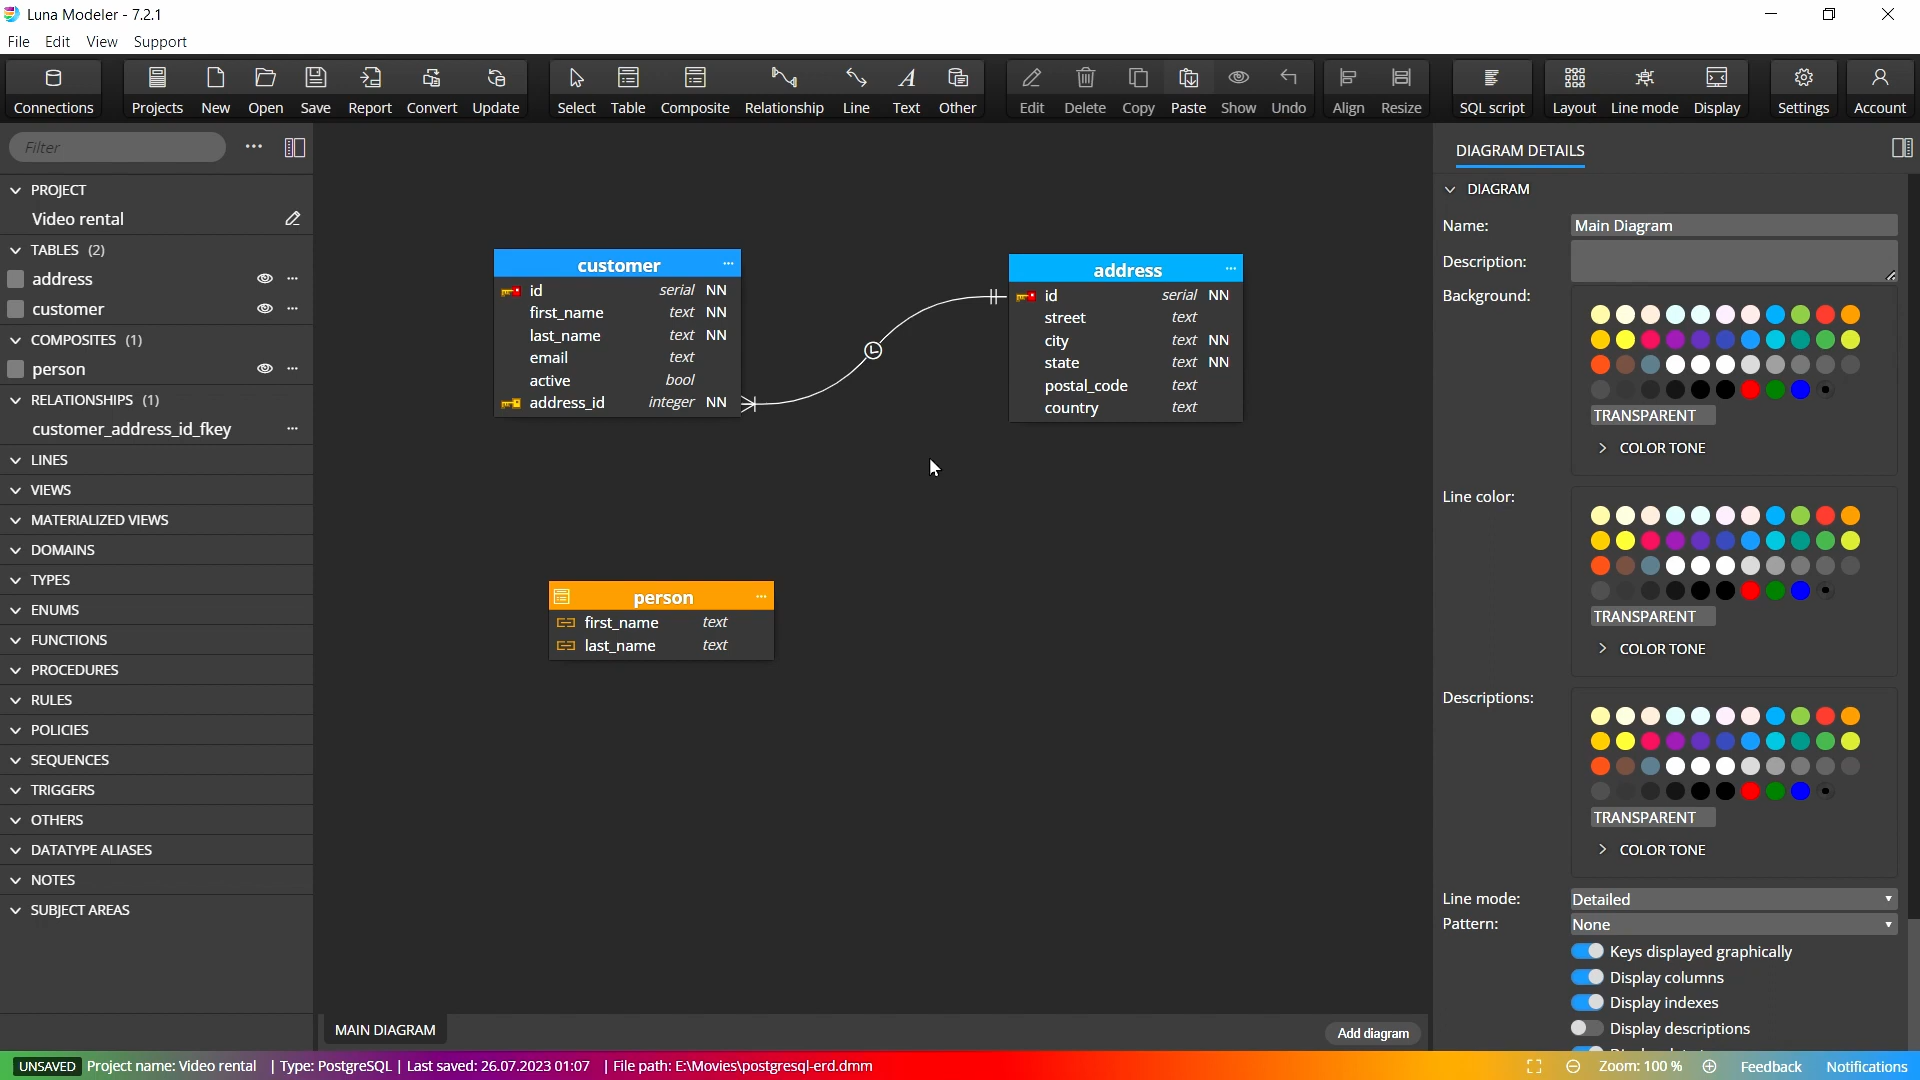 Luna Modeler - 7.2.1
File Edit View Support
Connections Projects New Open Save Report Convert Update Select Table Composite Relationship Line Text Other Edit Delete Copy Paste Show Undo Align Resize SQL script Layout Line mode Display Settings Account
Filter
PROJECT
Video rental
TABLES (2)
address
customer
COMPOSITES (1)
person
RELATIONSHIPS (1)
customer_address_id_fkey
LINES
VIEWS
MATERIALIZED VIEWS
DOMAINS
TYPES
ENUMS
FUNCTIONS
PROCEDURES
RULES
POLICIES
SEQUENCES
TRIGGERS
OTHERS
DATATYPE ALIASES
NOTES
SUBJECT AREAS
customer
id serial NN
first_name text NN
last_name text NN
email text
active bool
address_id integer NN
address
id serial NN
street text
city text NN
state text NN
postal_code text
country text
person
first_name text
last_name text
MAIN DIAGRAM
Add diagram
DIAGRAM DETAILS
DIAGRAM
Name: Main Diagram
Description:
Background:
TRANSPARENT
COLOR TONE
Line color:
TRANSPARENT
COLOR TONE
Descriptions:
TRANSPARENT
COLOR TONE
Line mode: Detailed
Pattern: None
Keys displayed graphically
Display columns
Display indexes
Display descriptions
UNSAVED Project name: Video rental | Type: PostgreSQL | Last saved: 26.07.2023 01:07 | File path: E:\Movies\postgresql-erd.dmm
Zoom: 100 % Feedback Notifications